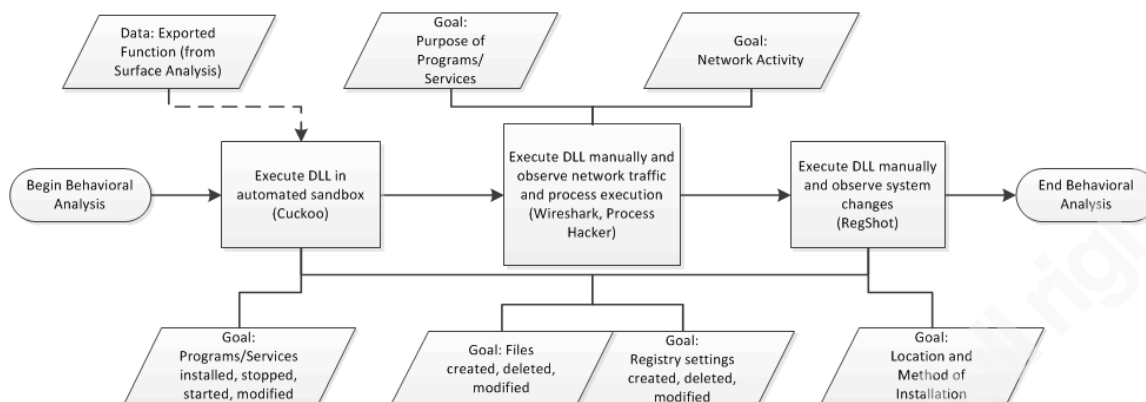 Data: Exported
Function (from
Surface Analysis)
Goal:
Purpose of
Programs/
Services
Goal:
Network Activity
Begin Behavioral
Analysis
Execute DLL in
automated sandbox
(Cuckoo)
Execute DLL manually and
observe network traffic
and process execution
(Wireshark, Process
Hacker)
Execute DLL manually
and observe system
changes
(RegShot)
End Behavioral
Analysis
Goal:
Programs/Services
installed, stopped,
started, modified
Goal: Files
created, deleted,
modified
Goal:
Registry settings
created, deleted,
modified
Goal:
Location and
Method of
Installation